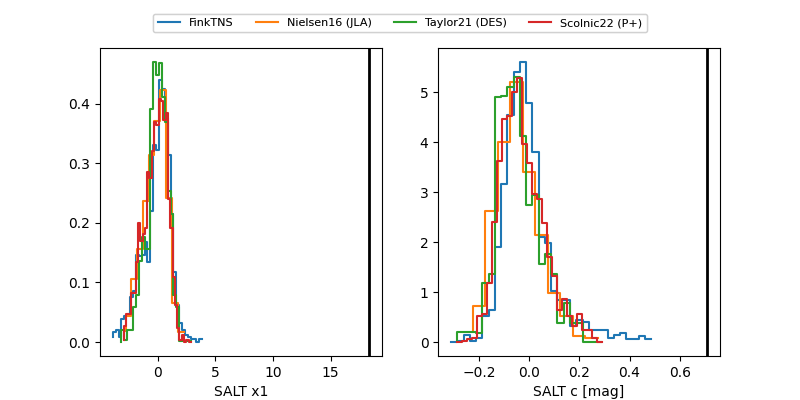 FinkTNS Nielsen16 (JLA) Taylor21 (DES) Scolnic22 (P+)
0.4
0.3
0.2
0.1
0.0
0 5 10 15
SALT x1
5
4
3
2
1
0
−0.2 0.0 0.2 0.4 0.6
SALT c [mag]